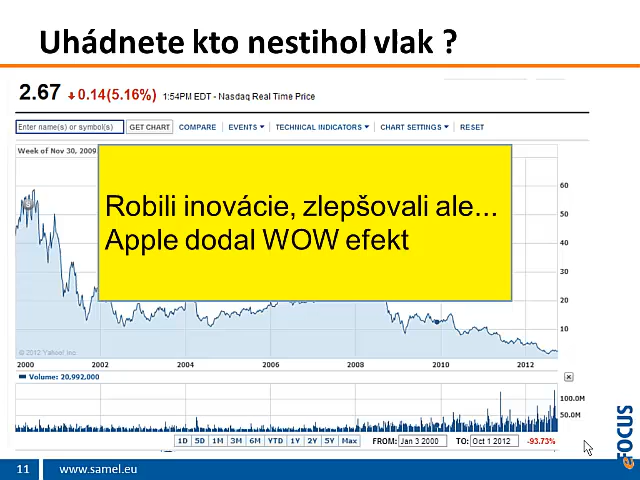 Uhádnete kto nestihol vlak ?
2.67 0.14(5.16%) 1:54PM EDT - Nasdaq Real Time Price
Enter name(s) or symbol(s) GET CHART COMPARE EVENTS TECHNICAL INDICATORS CHART SETTINGS RESET
Week of Nov 30, 2009
Robili inovácie, zlepšovali ale...
Apple dodal WOW efekt
60
50
40
30
20
10
© 2012 Yahoo! Inc.
2000 2002 2004 2006 2008 2010 2012
Volume: 20,992,000
100.0M
50.0M
1D 5D 1M 3M 6M YTD 1Y 2Y 5Y Max FROM: Jan 3 2000 TO: Oct 1 2012 -93.73%
eFOCUS
11 www.samel.eu